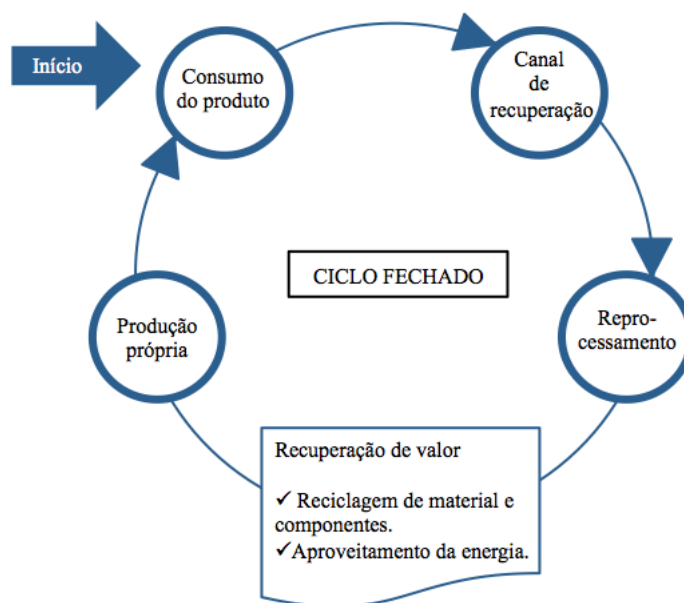 Início
Consumo
do produto
Canal
de
recuperação
CICLO FECHADO
Produção
própria
Repro-
cessamento
Recuperação de valor
✓ Reciclagem de material e
componentes.
✓Aproveitamento da energia.